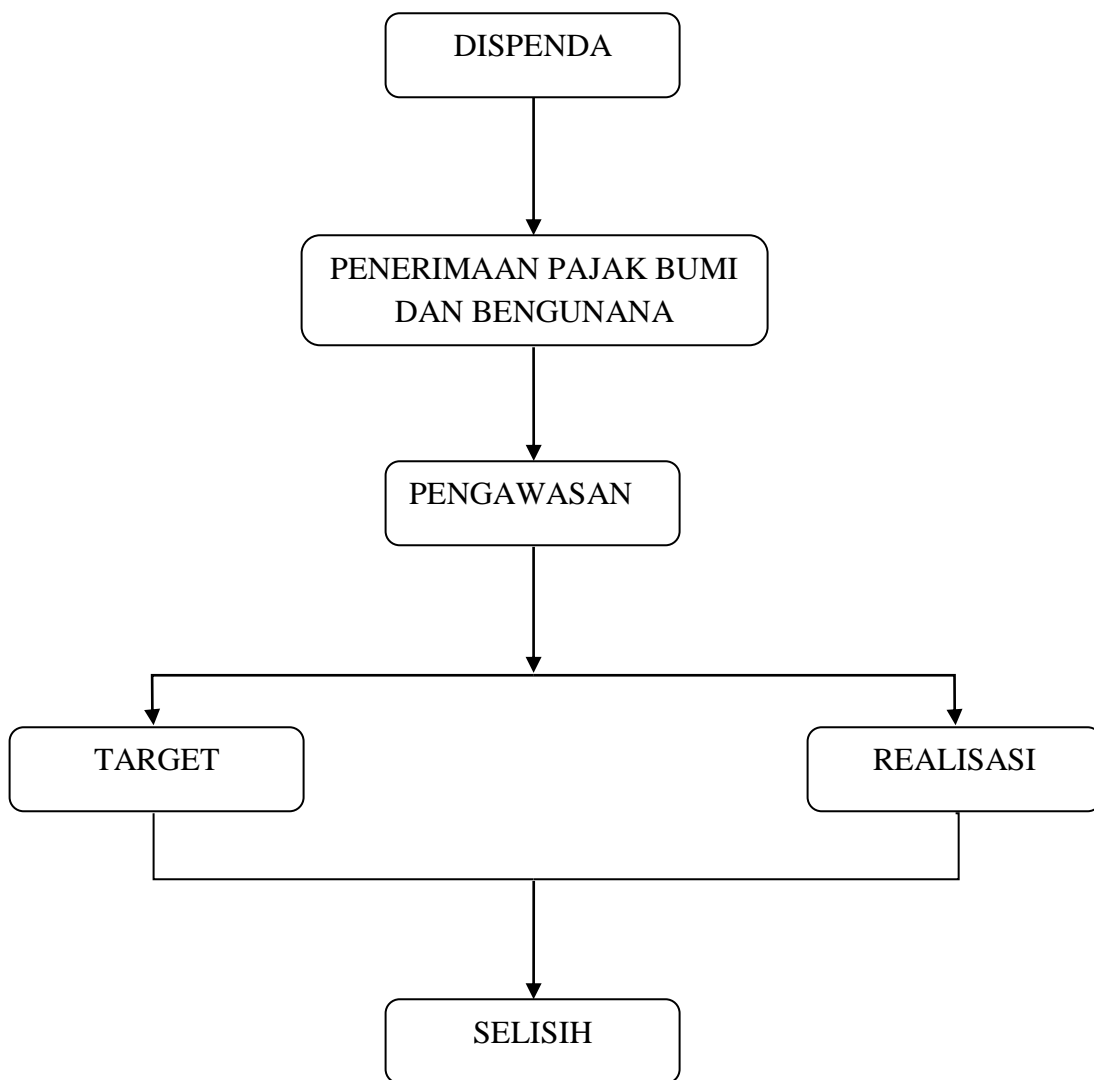 DISPENDA
PENERIMAAN PAJAK BUMI
DAN BENGUNANA
PENGAWASAN
TARGET
REALISASI
SELISIH